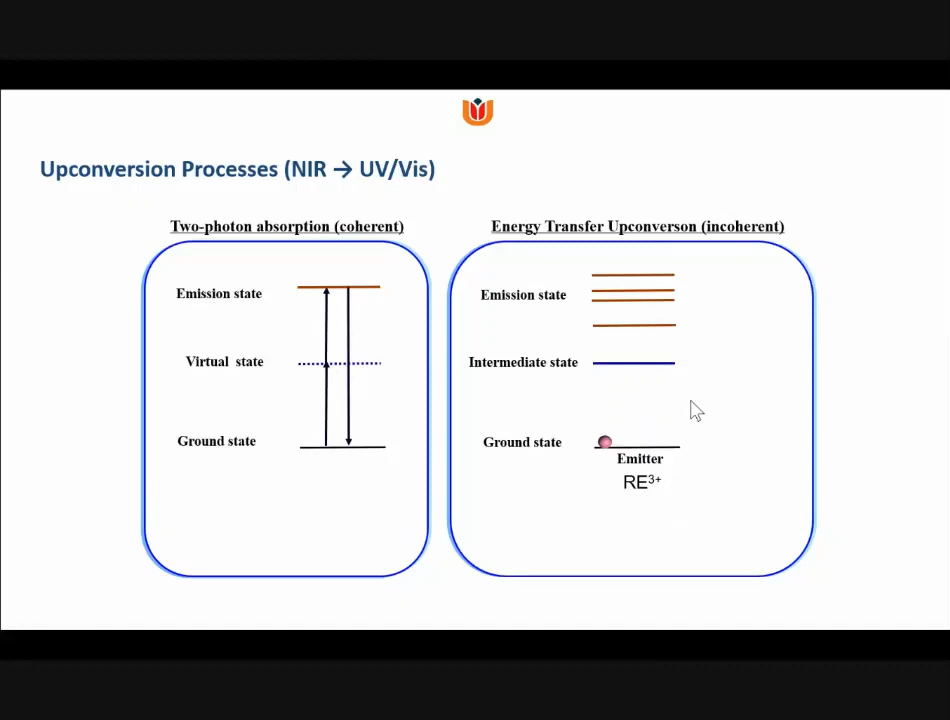 Upconversion Processes (NIR → UV/Vis)
Two-photon absorption (coherent)
Emission state
Virtual state
Ground state
Energy Transfer Upconverson (incoherent)
Emission state
Intermediate state
Ground state
Emitter
RE³⁺